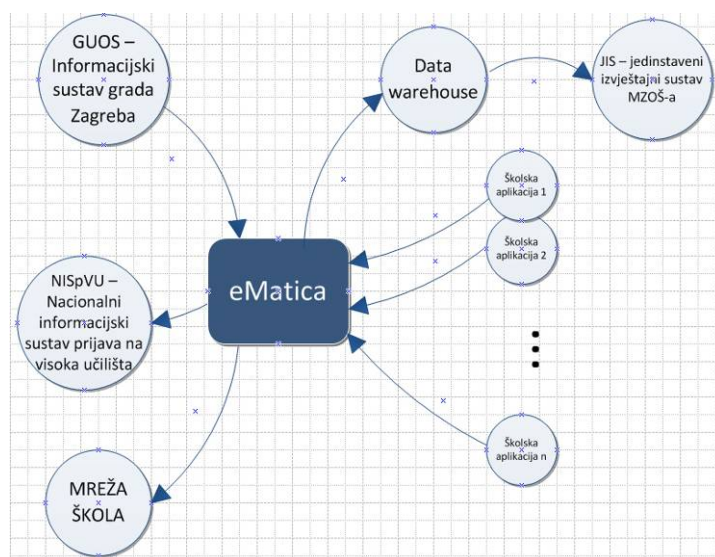 GUOS –
Informacijski
sustav grada
Zagreba
Data
warehouse
JIS – jedinstaveni
izvještajni sustav
MZOŠ-a
Školska
aplikacija 1
Školska
aplikacija 2
eMatica
NISpVU –
Nacionalni
informacijski
sustav prijava na
visoka učilišta
Školska
aplikacija n
MREŽA
ŠKOLA